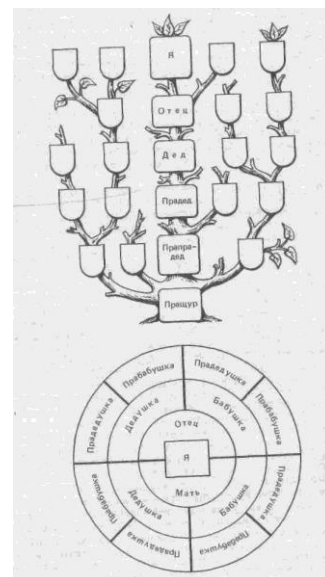 Я
Отец
Дед
Прадед
Прапра-
дед
Пращур
Прабабушка
Прадедушка
Прадедушка
Дедушка
Бабушка
Прабабушка
Отец
Я
Мать
Прабабушка
Дедушка
Бабушка
Прадедушка
Прадедушка
Прабабушка